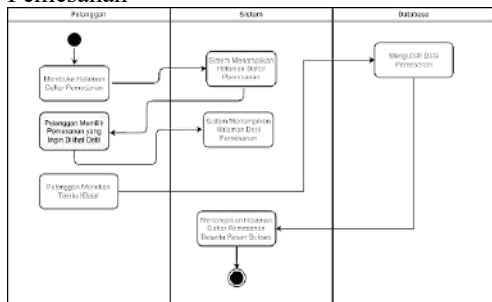 Pemesanan
Pelanggan
Sistem
Database
Membuka Halaman
Daftar Pemesanan
Sistem Menampilkan
Halaman Daftar
Pemesanan
Mengubah Data
Pemesanan
Pelanggan Memilih
Pemesanan yang
Ingin Dilihat Detil
Sistem Menampilkan
Halaman Detil
Pemesanan
Pelanggan Menekan
Tombol Batal
Menampilkan Halaman
Daftar Pemesanan
Beserta Pesan Sukses